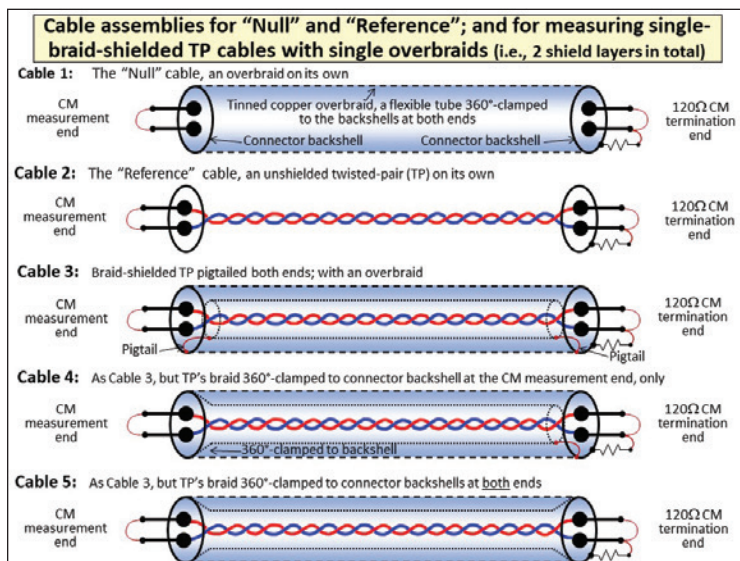 Cable assemblies for “Null” and “Reference”; and for measuring single-
braid-shielded TP cables with single overbraids (i.e., 2 shield layers in total)
Cable 1: The “Null” cable, an overbraid on its own
CM
measurement
end
Tinned copper overbraid, a flexible tube 360°-clamped
to the backshells at both ends
Connector backshell
Connector backshell
120Ω CM
termination
end
Cable 2: The “Reference” cable, an unshielded twisted-pair (TP) on its own
CM
measurement
end
120Ω CM
termination
end
Cable 3: Braid-shielded TP pigtailed both ends; with an overbraid
CM
measurement
end
Pigtail
120Ω CM
termination
end
Pigtail
Cable 4: As Cable 3, but TP’s braid 360°-clamped to connector backshell at the CM measurement end, only
CM
measurement
end
360°-clamped to backshell
120Ω CM
termination
end
Cable 5: As Cable 3, but TP’s braid 360°-clamped to connector backshells at both ends
CM
measurement
end
120Ω CM
termination
end